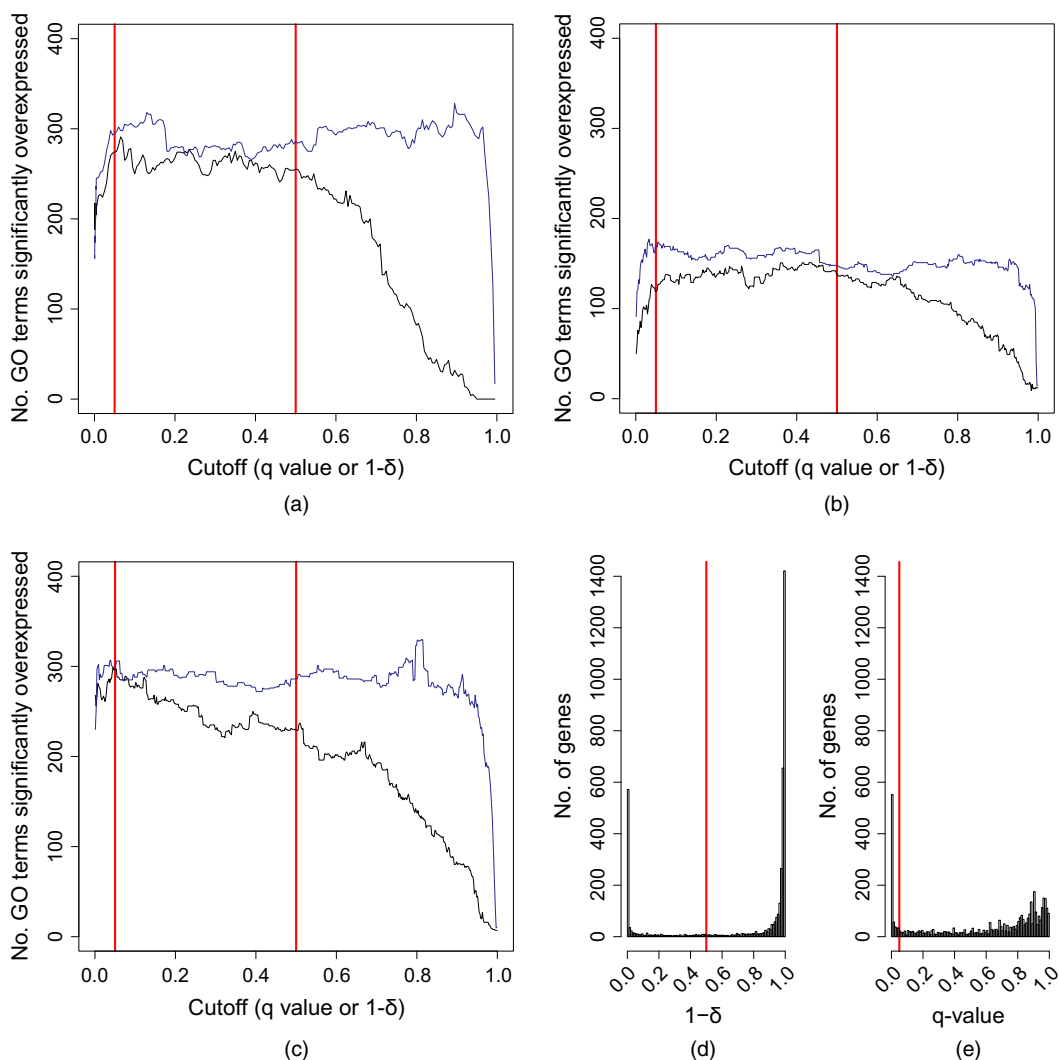 No. GO terms significantly overexpressed
400
300
200
100
0
0.0 0.2 0.4 0.6 0.8 1.0
Cutoff (q value or 1-δ)
(a)
No. GO terms significantly overexpressed
400
300
200
100
0
0.0 0.2 0.4 0.6 0.8 1.0
Cutoff (q value or 1-δ)
(b)
No. GO terms significantly overexpressed
400
300
200
100
0
0.0 0.2 0.4 0.6 0.8 1.0
Cutoff (q value or 1-δ)
(c)
No. of genes
1400
1200
1000
800
600
400
200
0
0.0 0.2 0.4 0.6 0.8 1.0
1−δ
(d)
No. of genes
1400
1200
1000
800
600
400
200
0
0.0 0.2 0.4 0.6 0.8 1.0
q-value
(e)